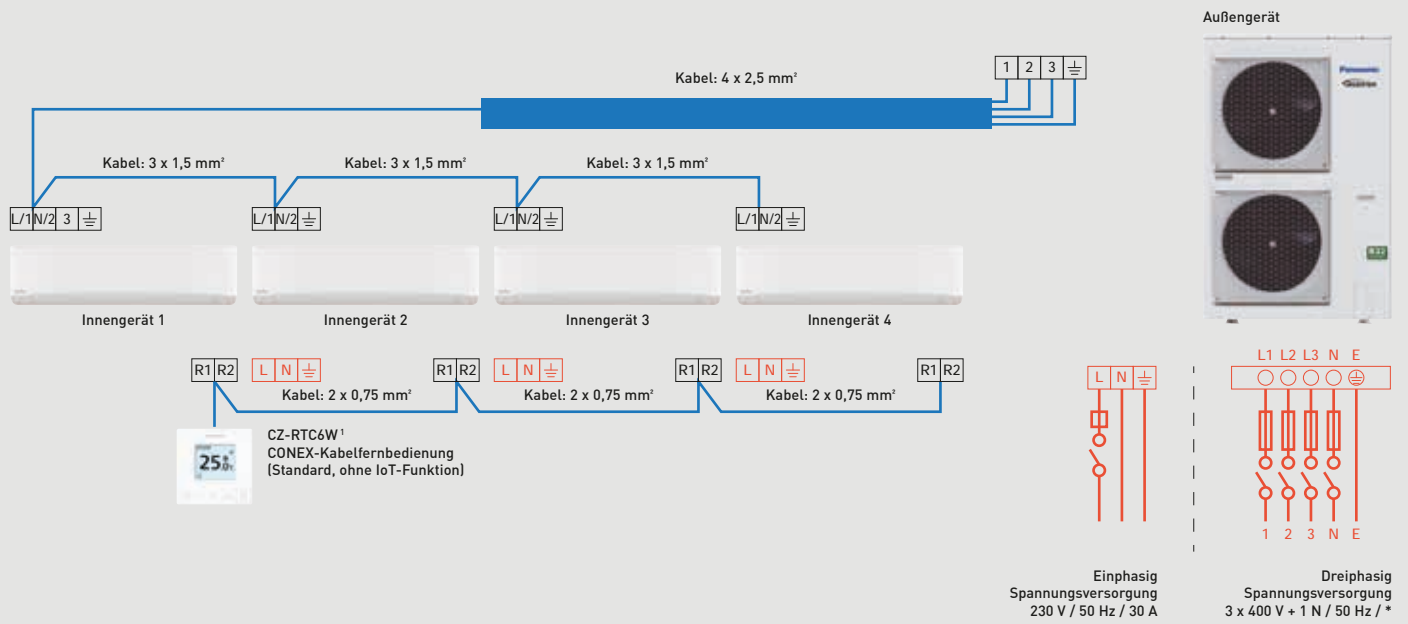 Außengerät
Kabel: 4 x 2,5 mm²
1 2 3
Panasonic
Kabel: 3 x 1,5 mm²
Kabel: 3 x 1,5 mm²
Kabel: 3 x 1,5 mm²
L/1 N/2 3
L/1 N/2
L/1 N/2
L/1 N/2
R32
Innengerät 1
Innengerät 2
Innengerät 3
Innengerät 4
R1 R2
L N
R1 R2
L N
R1 R2
L N
R1 R2
Kabel: 2 x 0,75 mm²
Kabel: 2 x 0,75 mm²
Kabel: 2 x 0,75 mm²
25
CZ-RTC6W¹
CONEX-Kabelfernbedienung
(Standard, ohne IoT-Funktion)
L N
L1 L2 L3 N E
1 2 3 N E
Einphasig
Spannungsversorgung
230 V / 50 Hz / 30 A
Dreiphasig
Spannungsversorgung
3 x 400 V + 1 N / 50 Hz / *